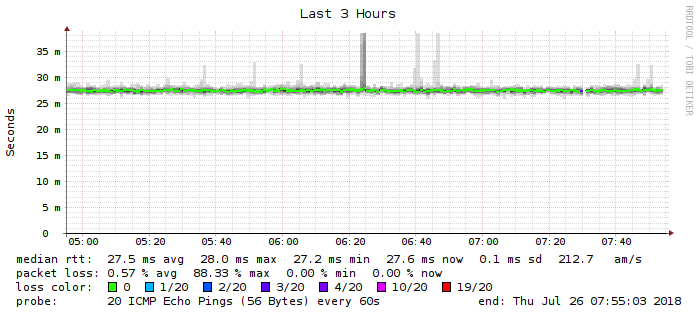 Last 3 Hours
RRDTOOL / TOBI OETIKER
Seconds
35 m
30 m
25 m
20 m
15 m
10 m
5 m
0
05:00 05:20 05:40 06:00 06:20 06:40 07:00 07:20 07:40
median rtt: 27.5 ms avg 28.0 ms max 27.2 ms min 27.6 ms now 0.1 ms sd 212.7 am/s
packet loss: 0.57 % avg 88.33 % max 0.00 % min 0.00 % now
loss color: 0 1/20 2/20 3/20 4/20 10/20 19/20
probe: 20 ICMP Echo Pings (56 Bytes) every 60s end: Thu Jul 26 07:55:03 2018